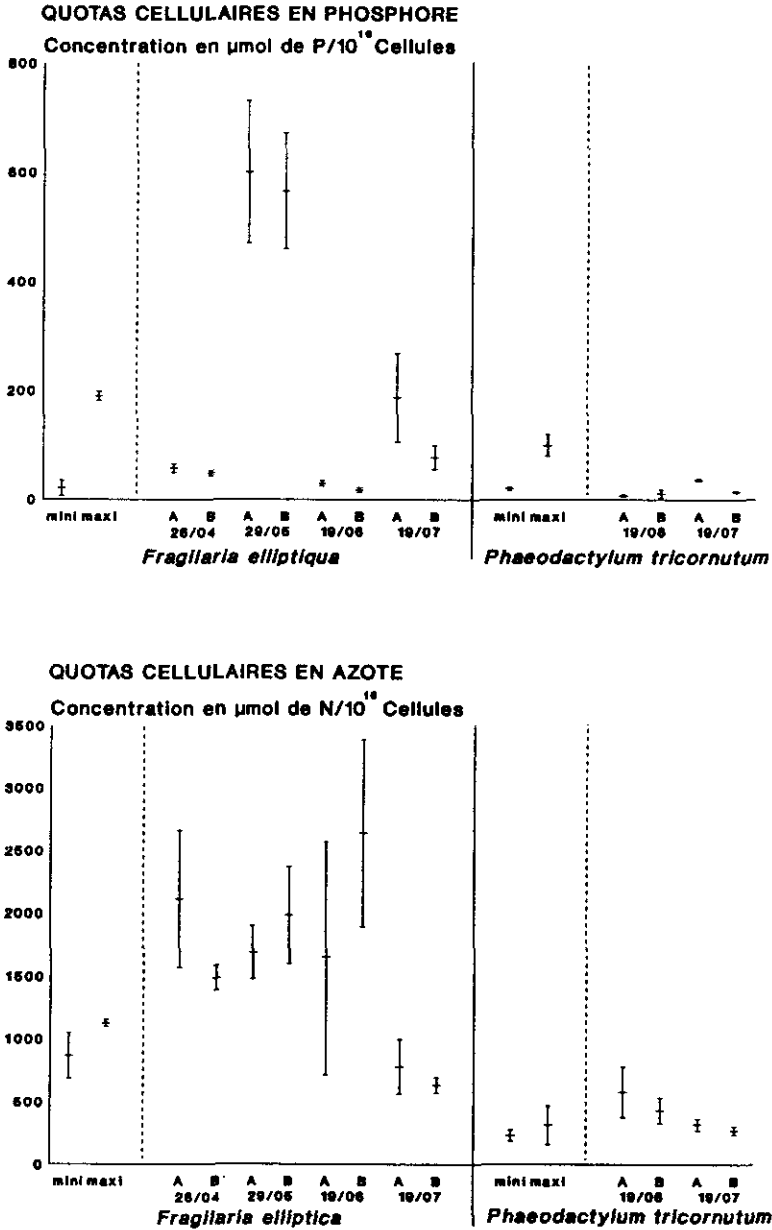 QUOTAS CELLULAIRES EN PHOSPHORE
Concentration en µmol de P/10¹⁶ Cellules
800
600
400
200
0
mini maxi A B A B A B A B mini maxi A B A B
26/04 29/05 19/06 19/07 19/06 19/07
Fragilaria elliptiqua Phaeodactylum tricornutum
QUOTAS CELLULAIRES EN AZOTE
Concentration en µmol de N/10¹⁶ Cellules
3500
3000
2500
2000
1500
1000
500
0
mini maxi A B A B A B A B mini maxi A B A B
26/04 29/05 19/06 19/07 19/06 19/07
Fragilaria elliptica Phaeodactylum tricornutum